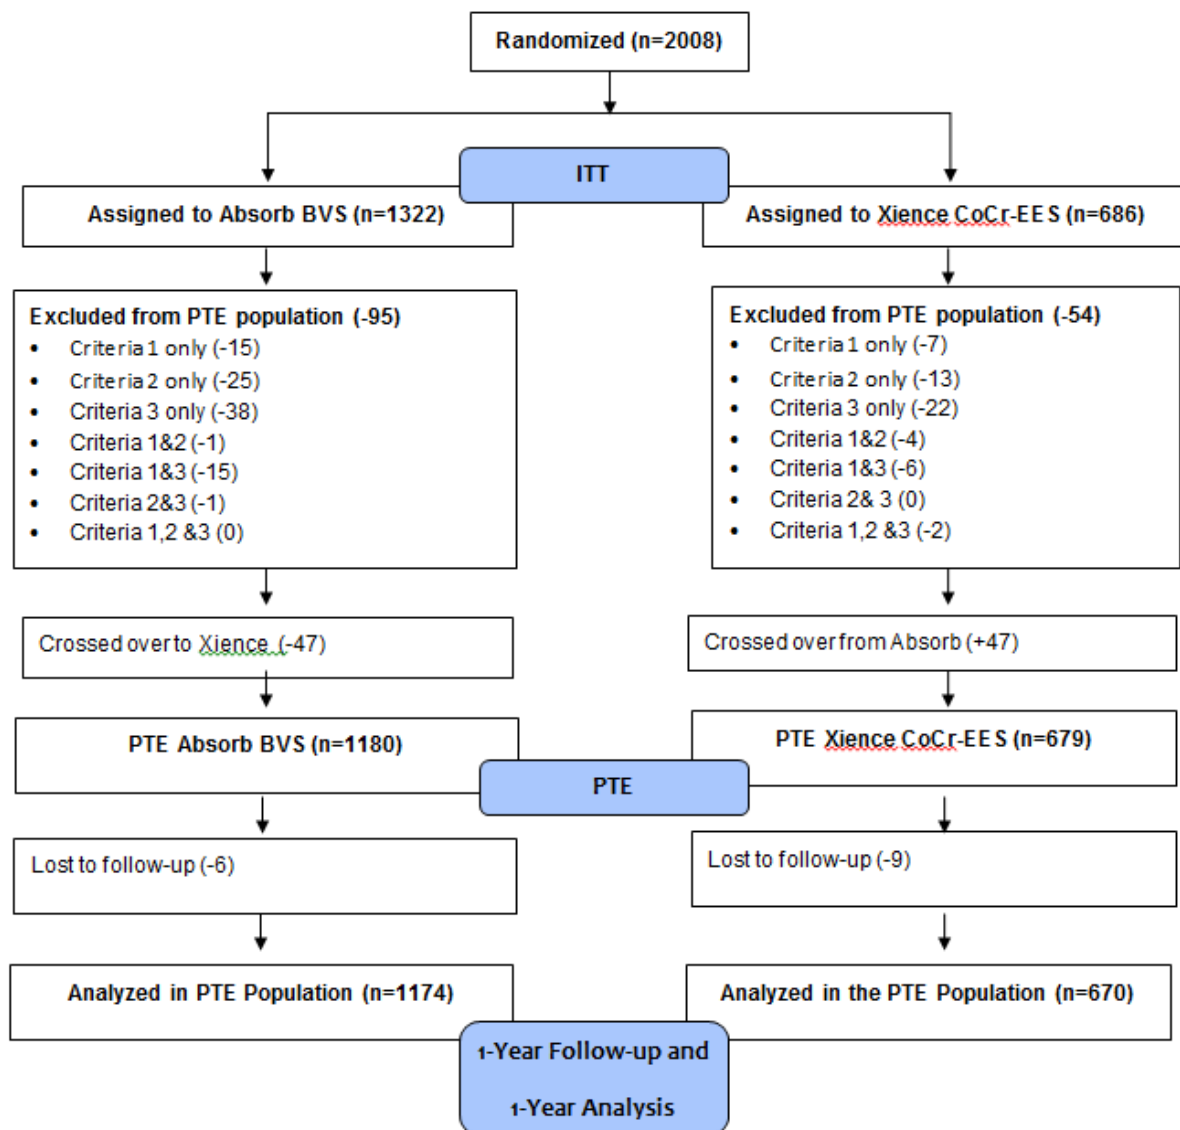 Randomized (n=2008)
ITT
Assigned to Absorb BVS (n=1322)
Assigned to Xience CoCr-EES (n=686)
Excluded from PTE population (-95)
• Criteria 1 only (-15)
• Criteria 2 only (-25)
• Criteria 3 only (-38)
• Criteria 1&2 (-1)
• Criteria 1&3 (-15)
• Criteria 2&3 (-1)
• Criteria 1,2 &3 (0)
Excluded from PTE population (-54)
• Criteria 1 only (-7)
• Criteria 2 only (-13)
• Criteria 3 only (-22)
• Criteria 1&2 (-4)
• Criteria 1&3 (-6)
• Criteria 2& 3 (0)
• Criteria 1,2 &3 (-2)
Crossed over to Xience (-47)
Crossed over from Absorb (+47)
PTE Absorb BVS (n=1180)
PTE Xience CoCr-EES (n=679)
PTE
Lost to follow-up (-6)
Lost to follow-up (-9)
Analyzed in PTE Population (n=1174)
Analyzed in the PTE Population (n=670)
1-Year Follow-up and
1-Year Analysis